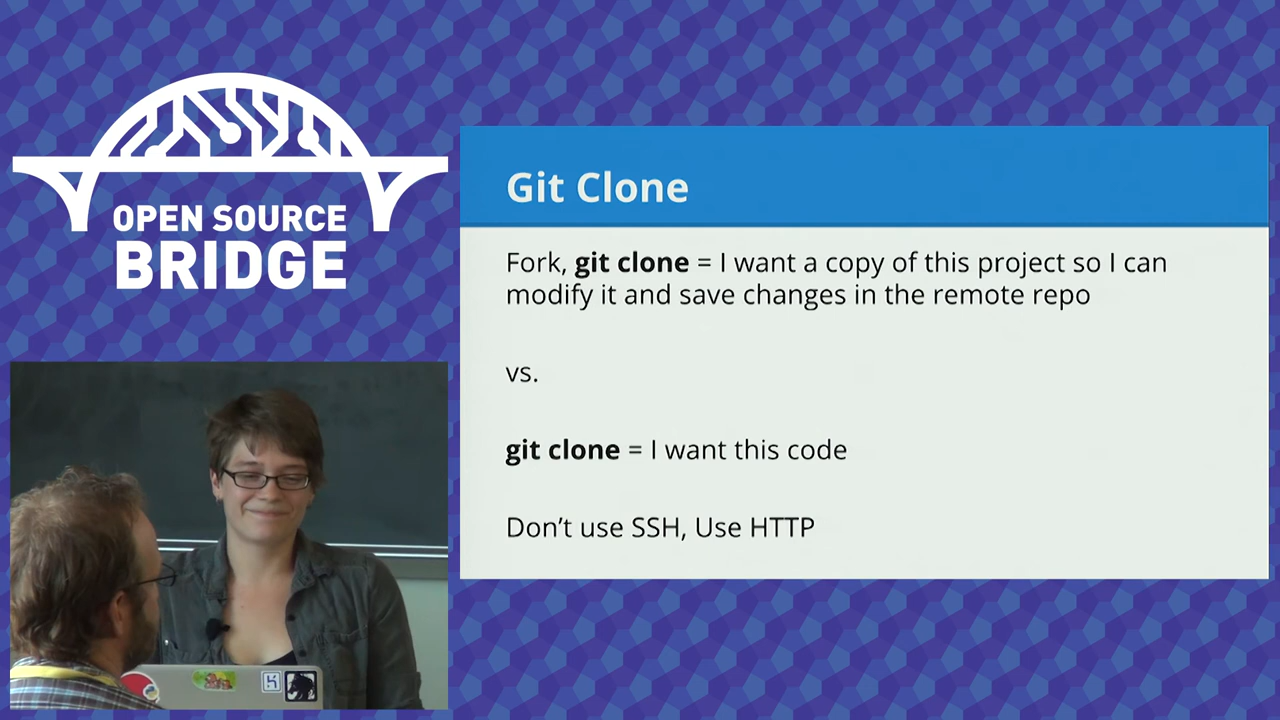 OPEN SOURCE
BRIDGE
Git Clone
Fork, git clone = I want a copy of this project so I can
modify it and save changes in the remote repo
vs.
git clone = I want this code
Don’t use SSH, Use HTTP